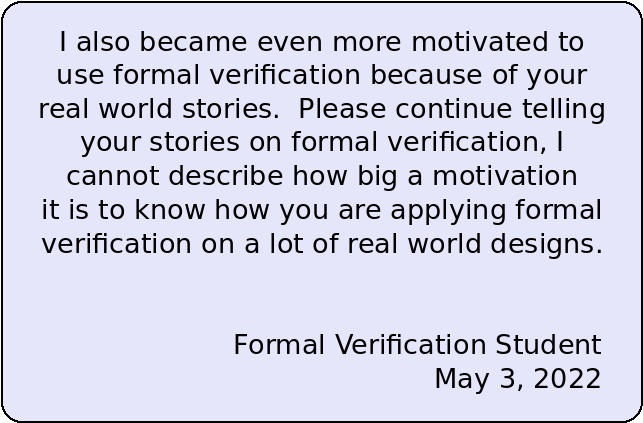 I also became even more motivated to
use formal verification because of your
real world stories.  Please continue telling
your stories on formal verification, I
cannot describe how big a motivation
it is to know how you are applying formal
verification on a lot of real world designs.
Formal Verification Student
May 3, 2022